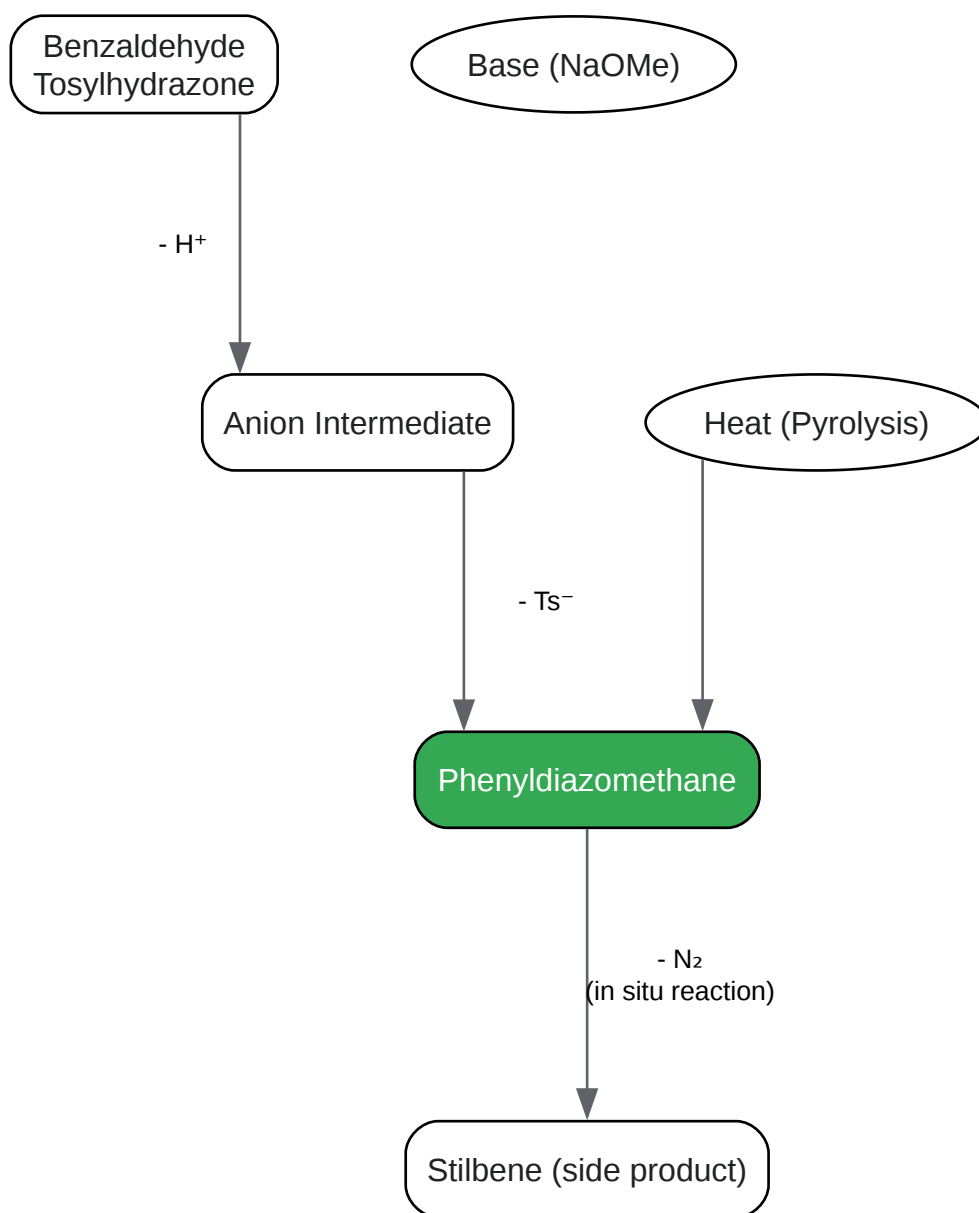 Benzaldehyde
Tosylhydrazone
Base (NaOMe)
- H⁺
Anion Intermediate
Heat (Pyrolysis)
- Ts⁻
Phenyldiazomethane
- N₂
(in situ reaction)
Stilbene (side product)